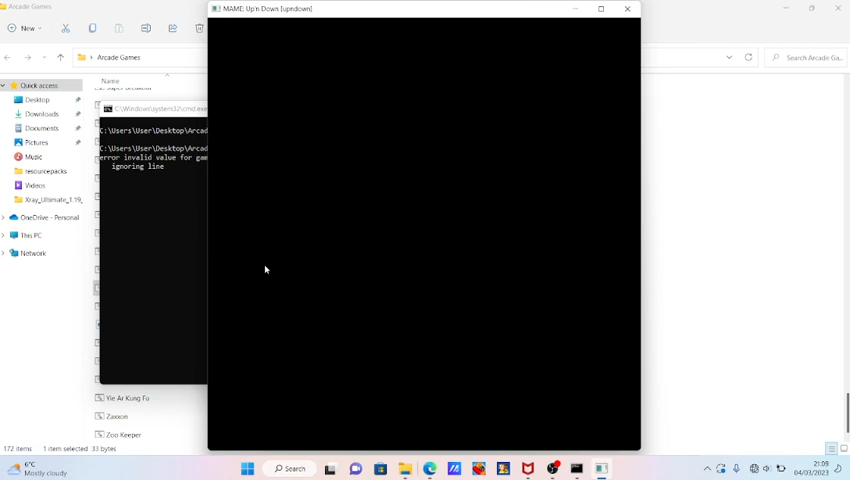 Arcade Games
MAME: Up'n Down [upndown]
New
Arcade Games
Search Arcade Ga...
Quick access
Name
Desktop
Downloads
Documents
Pictures
Music
resourcepacks
Videos
Xray_Ultimate_1.19_
OneDrive - Personal
This PC
Network
C:\Windows\system32\cmd.exe
C:\Users\User\Desktop\Arcad
C:\Users\User\Desktop\Arcad
error invalid value for gam
ignoring line
Yie Ar Kung Fu
Zaxxon
Zoo Keeper
172 items
1 item selected
33 bytes
6°C
Mostly cloudy
Search
21:09
04/03/2023